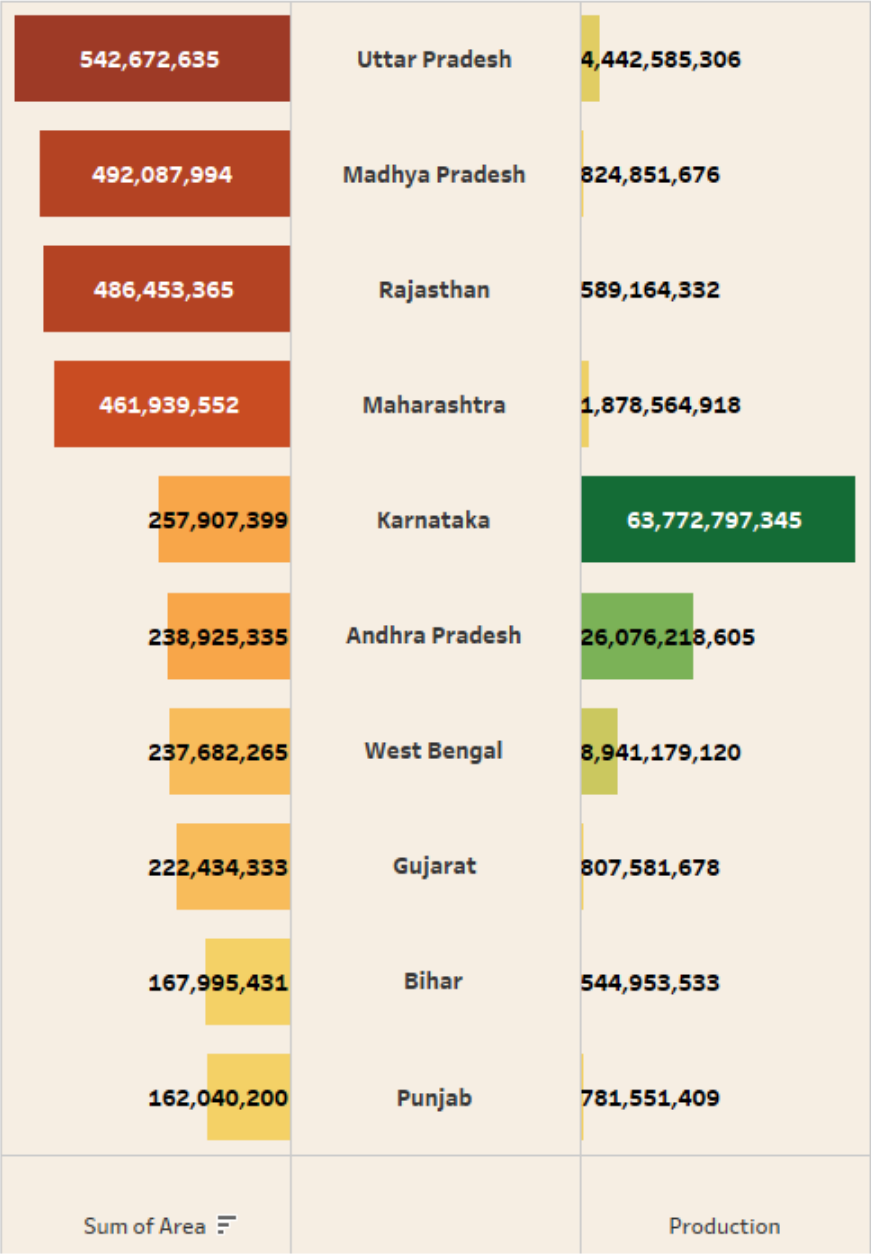 542,672,635 Uttar Pradesh 4,442,585,306
492,087,994 Madhya Pradesh 824,851,676
486,453,365 Rajasthan 589,164,332
461,939,552 Maharashtra 1,878,564,918
257,907,399 Karnataka 63,772,797,345
238,925,335 Andhra Pradesh 26,076,218,605
237,682,265 West Bengal 8,941,179,120
222,434,333 Gujarat 807,581,678
167,995,431 Bihar 544,953,533
162,040,200 Punjab 781,551,409
Sum of Area Production